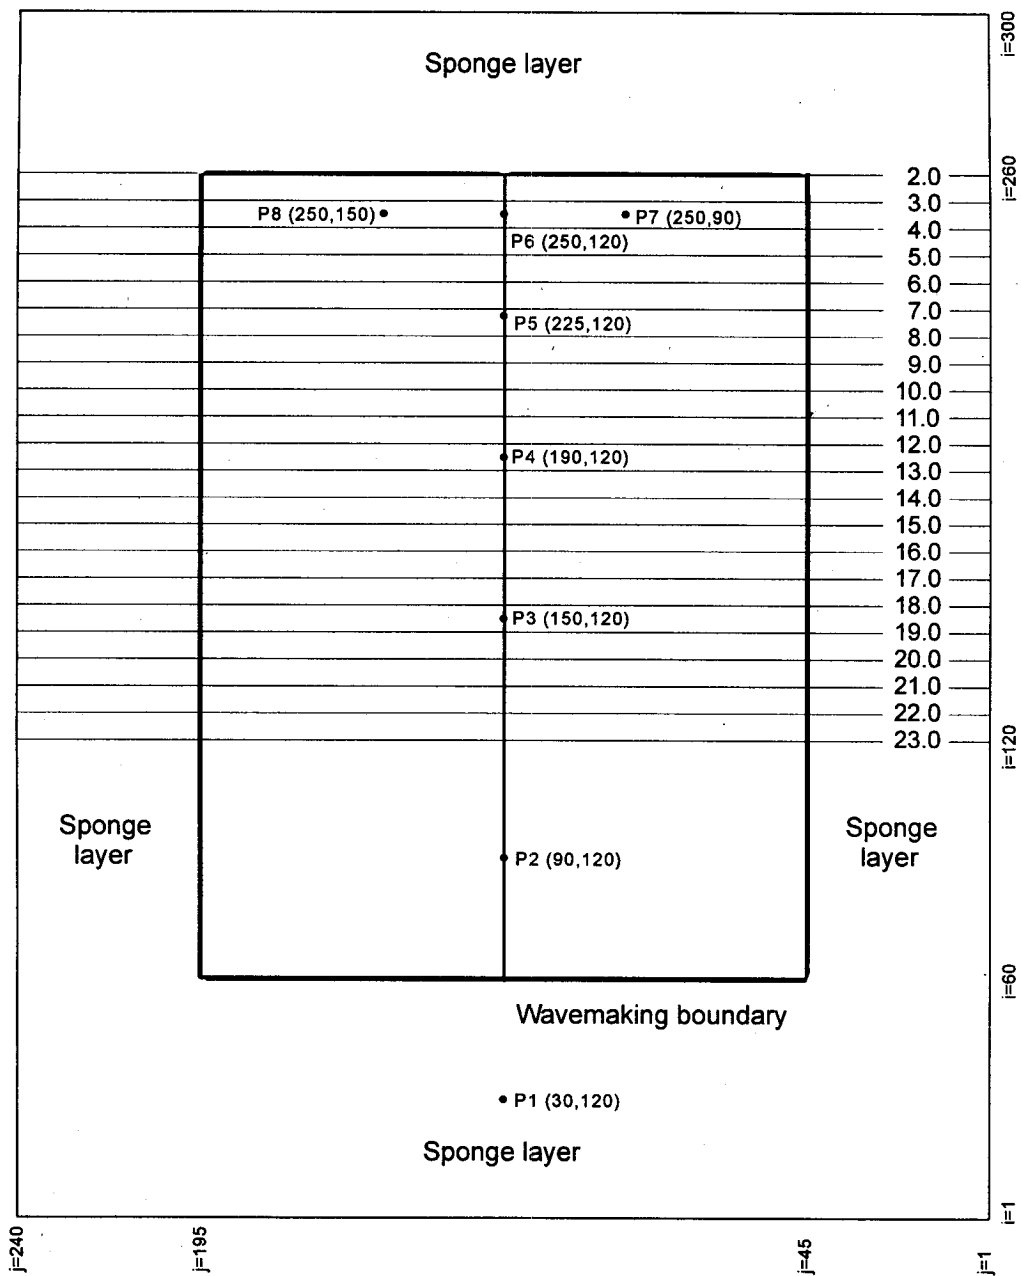 i=300
Sponge layer
2.0
i=260
3.0
P8 (250,150)
P7 (250,90)
4.0
P6 (250,120)
5.0
6.0
7.0
P5 (225,120)
8.0
9.0
10.0
11.0
12.0
P4 (190,120)
13.0
14.0
15.0
16.0
17.0
18.0
P3 (150,120)
19.0
20.0
21.0
22.0
23.0
i=120
Sponge
layer
Sponge
layer
P2 (90,120)
i=60
Wavemaking boundary
P1 (30,120)
Sponge layer
i=1
j=240
j=195
j=45
j=1